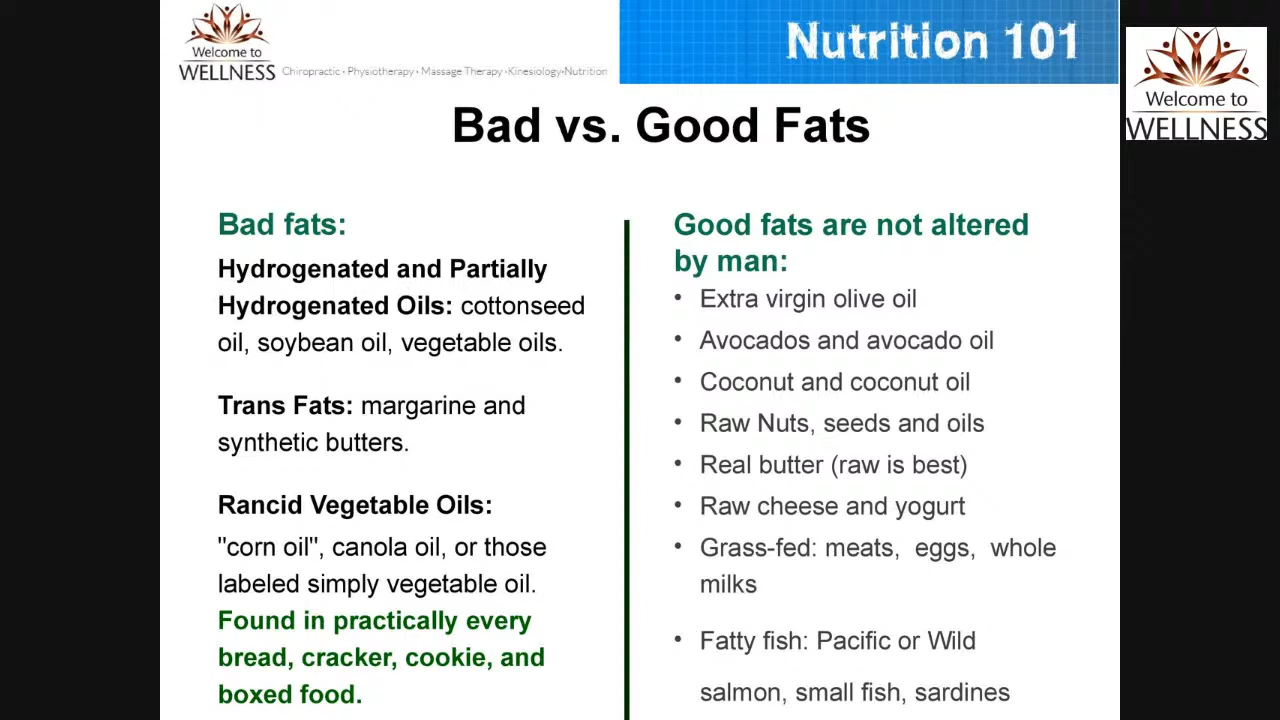 Welcome to
WELLNESS
Chiropractic • Physiotherapy • Massage Therapy •Kinesiology•Nutrition
Nutrition 101
Welcome to
WELLNESS
Bad vs. Good Fats
Bad fats:
Hydrogenated and Partially
Hydrogenated Oils: cottonseed
oil, soybean oil, vegetable oils.
Trans Fats: margarine and
synthetic butters.
Rancid Vegetable Oils:
"corn oil", canola oil, or those
labeled simply vegetable oil.
Found in practically every
bread, cracker, cookie, and
boxed food.
Good fats are not altered
by man:
• Extra virgin olive oil
• Avocados and avocado oil
• Coconut and coconut oil
• Raw Nuts, seeds and oils
• Real butter (raw is best)
• Raw cheese and yogurt
• Grass-fed: meats, eggs, whole
milks
• Fatty fish: Pacific or Wild
salmon, small fish, sardines